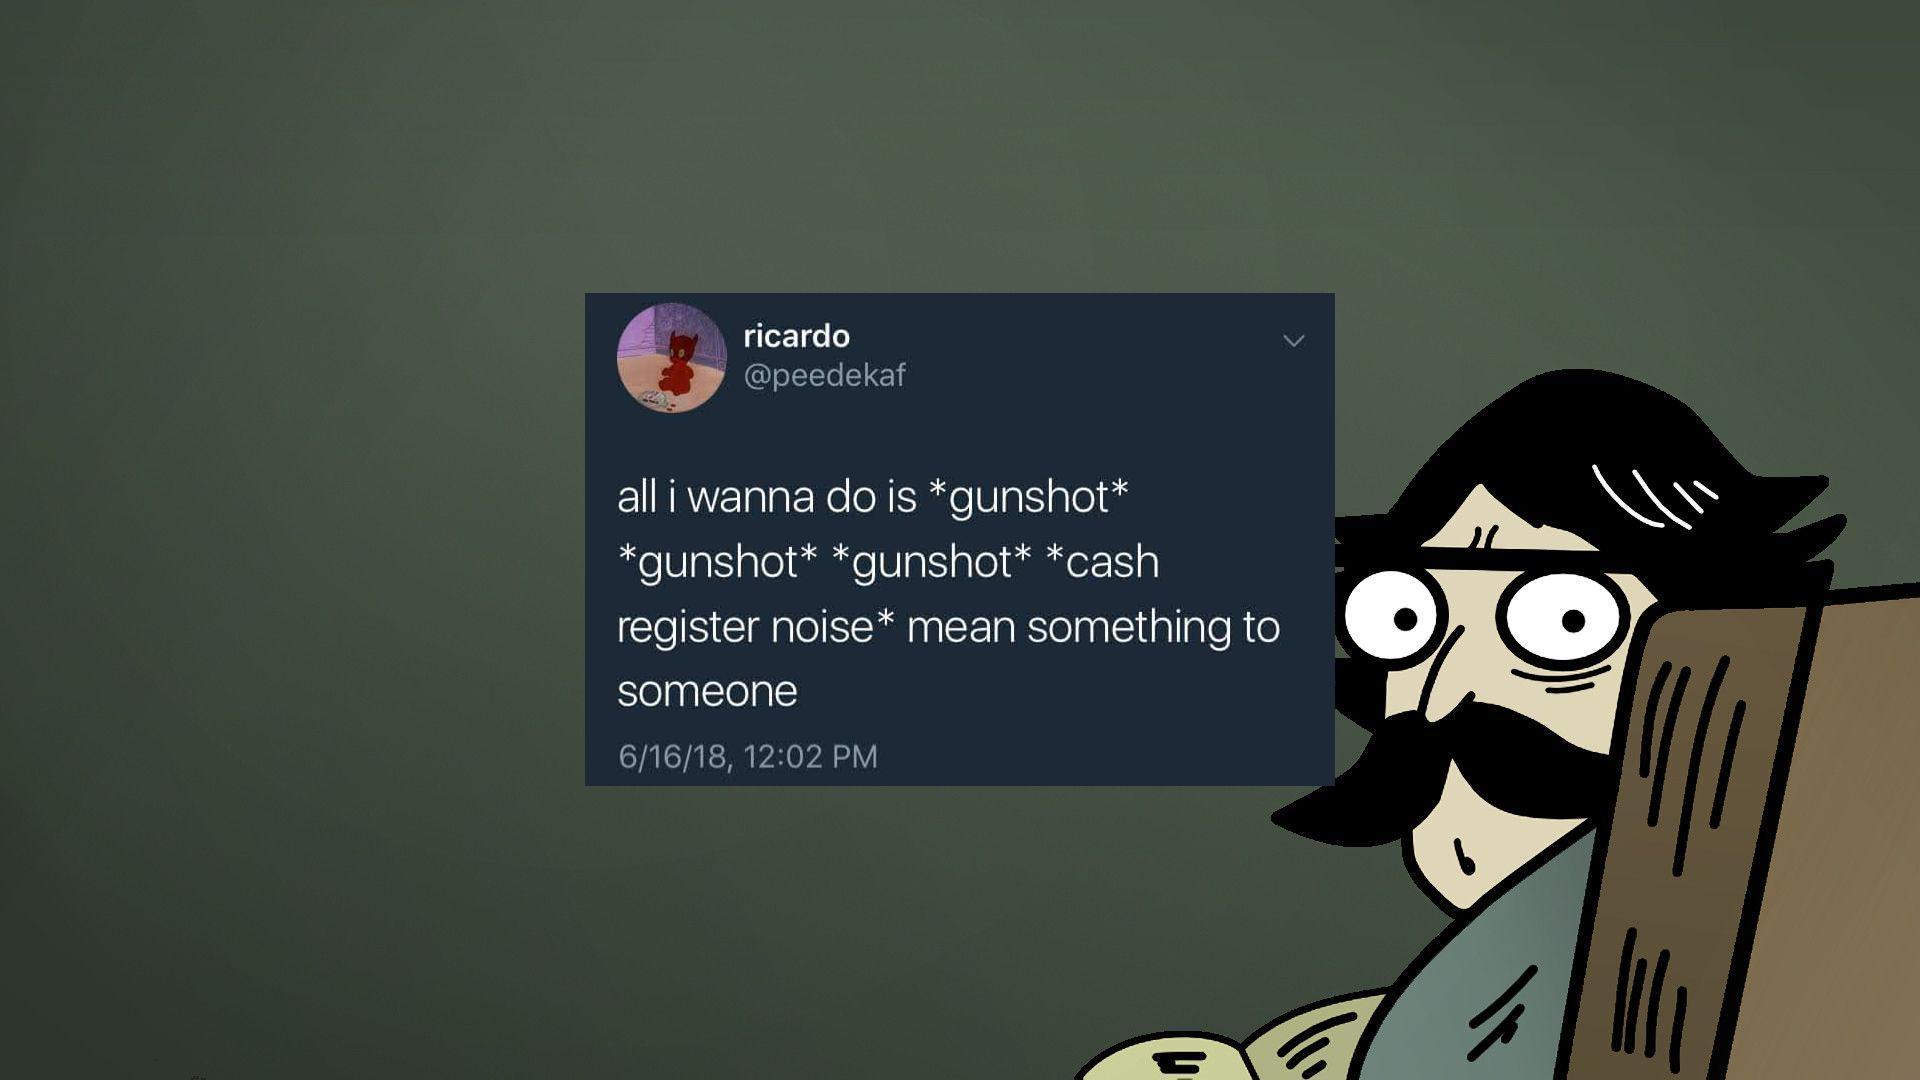 ricardo
@peedekaf
all i wanna do is *gunshot*
*gunshot* *gunshot* *cash
register noise* mean something to
someone
6/16/18, 12:02 PM